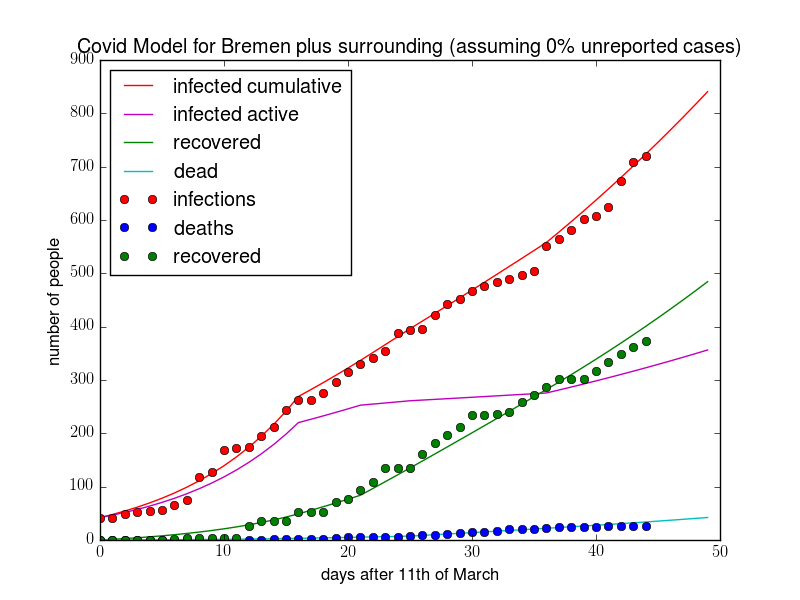 Covid Model for Bremen plus surrounding (assuming 0% unreported cases)
900
800
700
600
500
400
300
200
100
0
number of people
infected cumulative
infected active
recovered
dead
infections
deaths
recovered
0
10
20
30
40
50
days after 11th of March